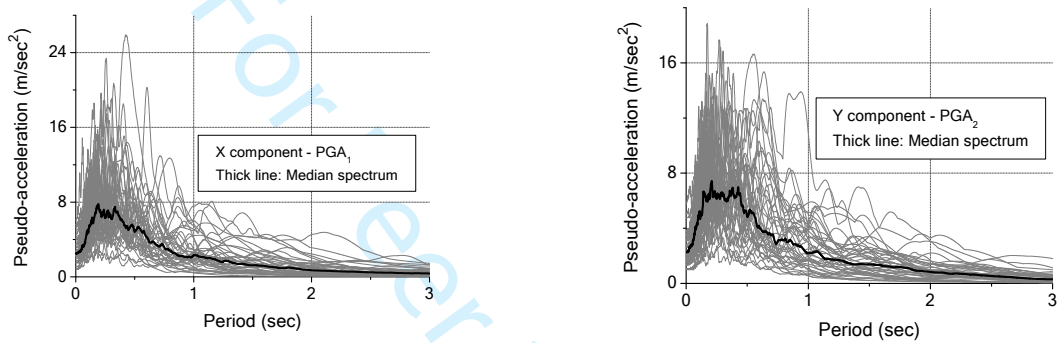 Pseudo-acceleration (m/sec²)
24
16
8
0
0
1
2
3
Period (sec)
X component - PGA₁
Thick line: Median spectrum
Pseudo-acceleration (m/sec²)
16
8
0
0
1
2
3
Period (sec)
Y component - PGA₂
Thick line: Median spectrum
For